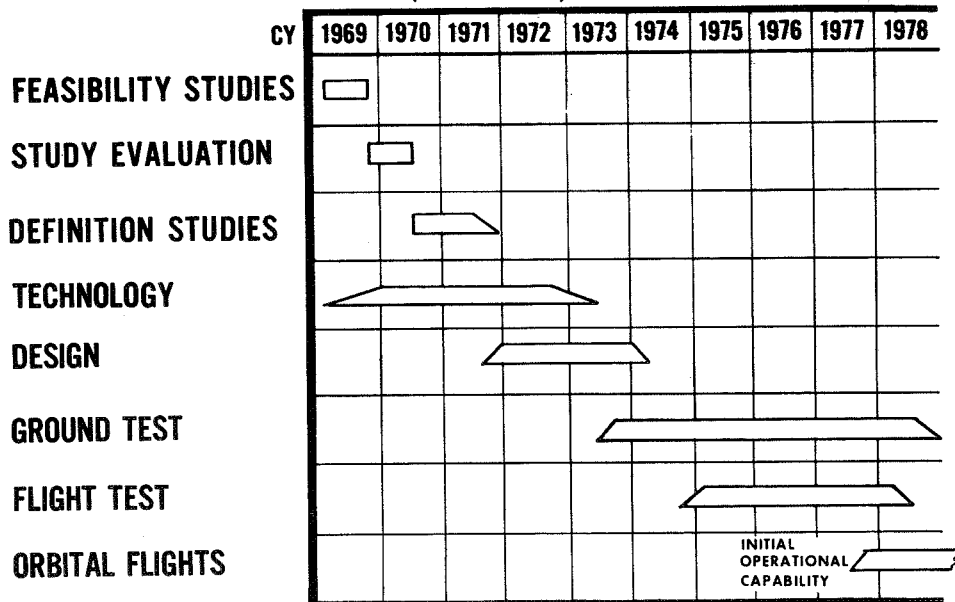 CY 1969 1970 1971 1972 1973 1974 1975 1976 1977 1978
FEASIBILITY STUDIES
STUDY EVALUATION
DEFINITION STUDIES
TECHNOLOGY
DESIGN
GROUND TEST
FLIGHT TEST
ORBITAL FLIGHTS
INITIAL
OPERATIONAL
CAPABILITY